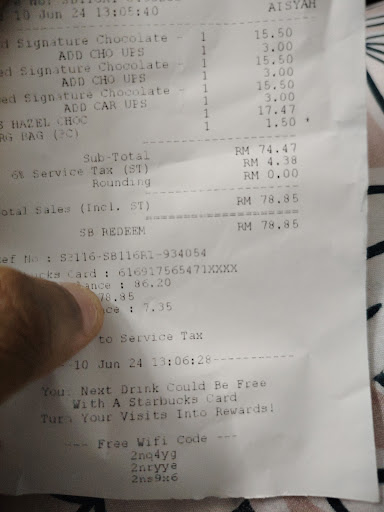 10 Jun 24 13:05:40 AISYAH
ed Signature Chocolate - 1 15.50
ADD CHO UPS 1 3.00
ed Signature Chocolate - 1 15.50
ADD CHO UPS 1 3.00
ed Signature Chocolate - 1 15.50
ADD CAR UPS 1 3.00
HAZEL CHOC 1 17.47
RG BAG (PC) 1 1.50 *
Sub-Total RM 74.47
6% Service Tax (ST) RM 4.38
Rounding RM 0.00
otal Sales (Incl. ST) RM 78.85
SB REDEEM RM 78.85
ef No : SB116-SB116R1-934054
ucks Card : 616917565471XXXX
ance : 86.20
78.85
ce : 7.35
to Service Tax
10 Jun 24 13:06:28
You Next Drink Could Be Free
With A Starbucks Card
Turn Your Visits Into Rewards!
--- Free Wifi Code ---
2nq4yg
2nryye
2ns9x6